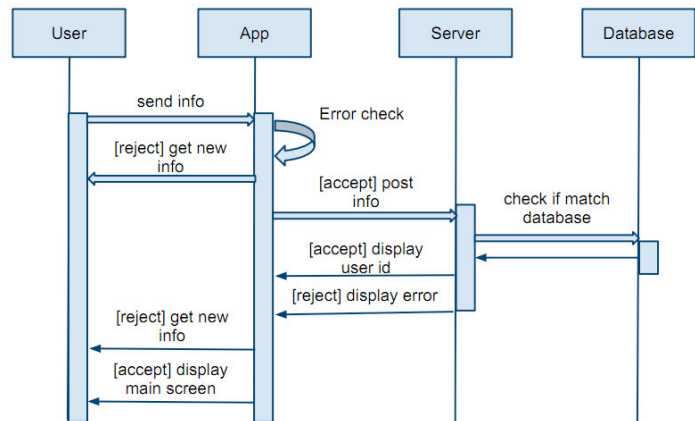 User
App
Server
Database
send info
Error check
[reject] get new
info
[accept] post
info
check if match
database
[accept] display
user id
[reject] display error
[reject] get new
info
[accept] display
main screen